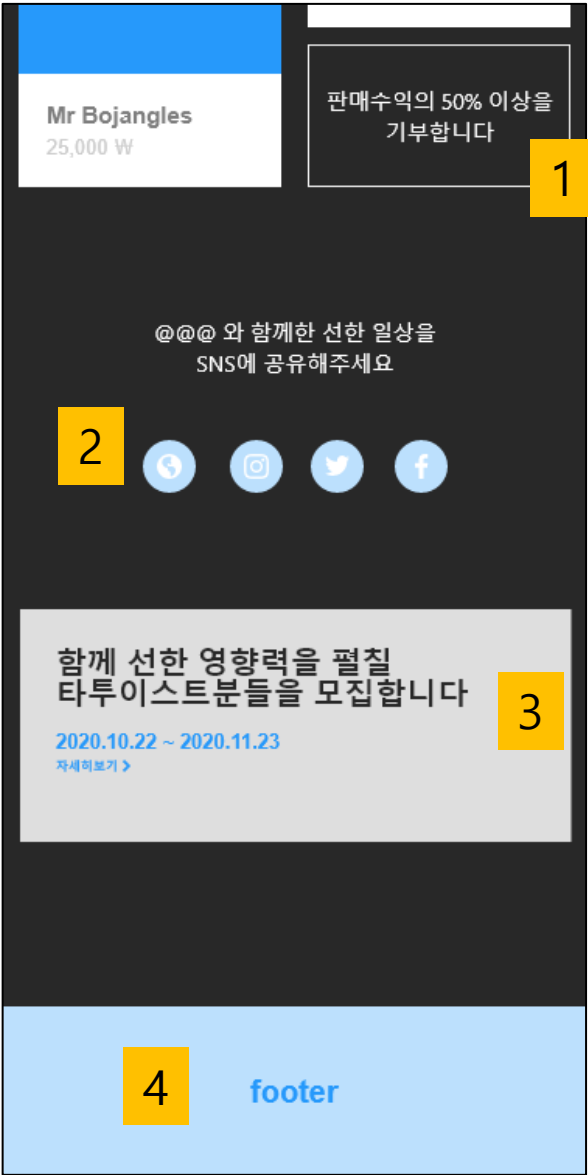 Mr Bojangles
25,000 ₩
판매수익의 50% 이상을
기부합니다
1
@@@ 와 함께한 선한 일상을
SNS에 공유해주세요
2
함께 선한 영향력을 펼칠
타투이스트분들을 모집합니다
3
2020.10.22 ~ 2020.11.23
자세히보기 >
4
footer